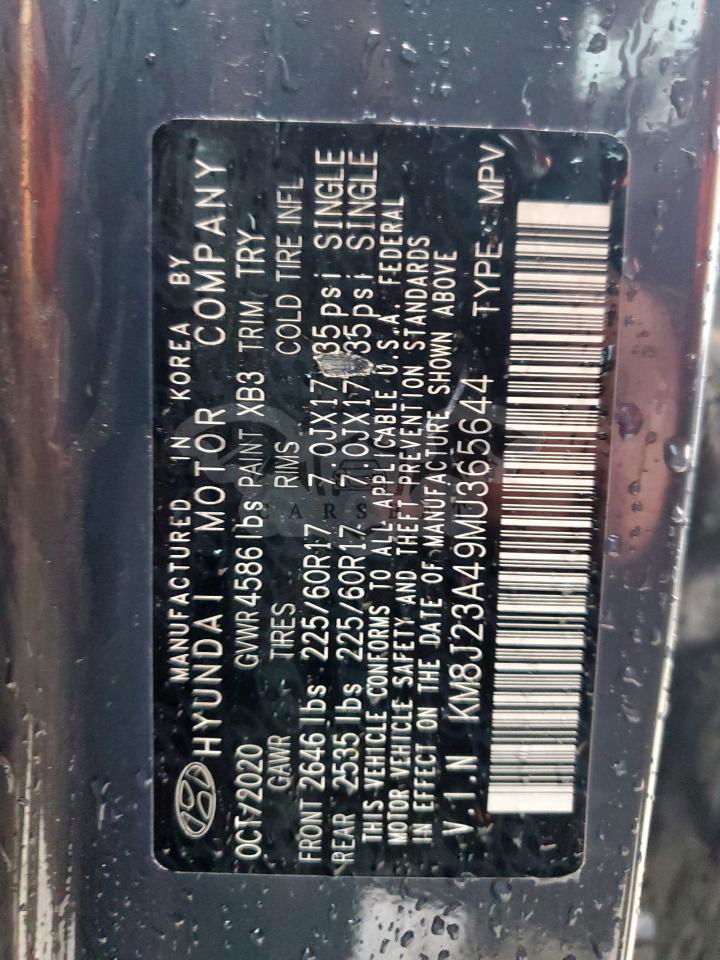 MANUFACTURED IN KOREA BY
HYUNDAI MOTOR COMPANY
OCT/2020 GVWR 4586 lbs PAINT XB3 TRIM TRY
GAWR TIRES RIMS COLD TIRE INFL
FRONT 2646 lbs 225/60R17 7.0JX17 35psi SINGLE
REAR 2535 lbs 225/60R17 7.0JX17 35psi SINGLE
THIS VEHICLE CONFORMS TO ALL APPLICABLE U.S.A FEDERAL
MOTOR VEHICLE SAFETY AND THEFT PREVENTION STANDARDS
IN EFFECT ON THE DATE OF MANUFACTURE SHOWN ABOVE
V.I.N KM8J23A49MU365644 TYPE: MPV